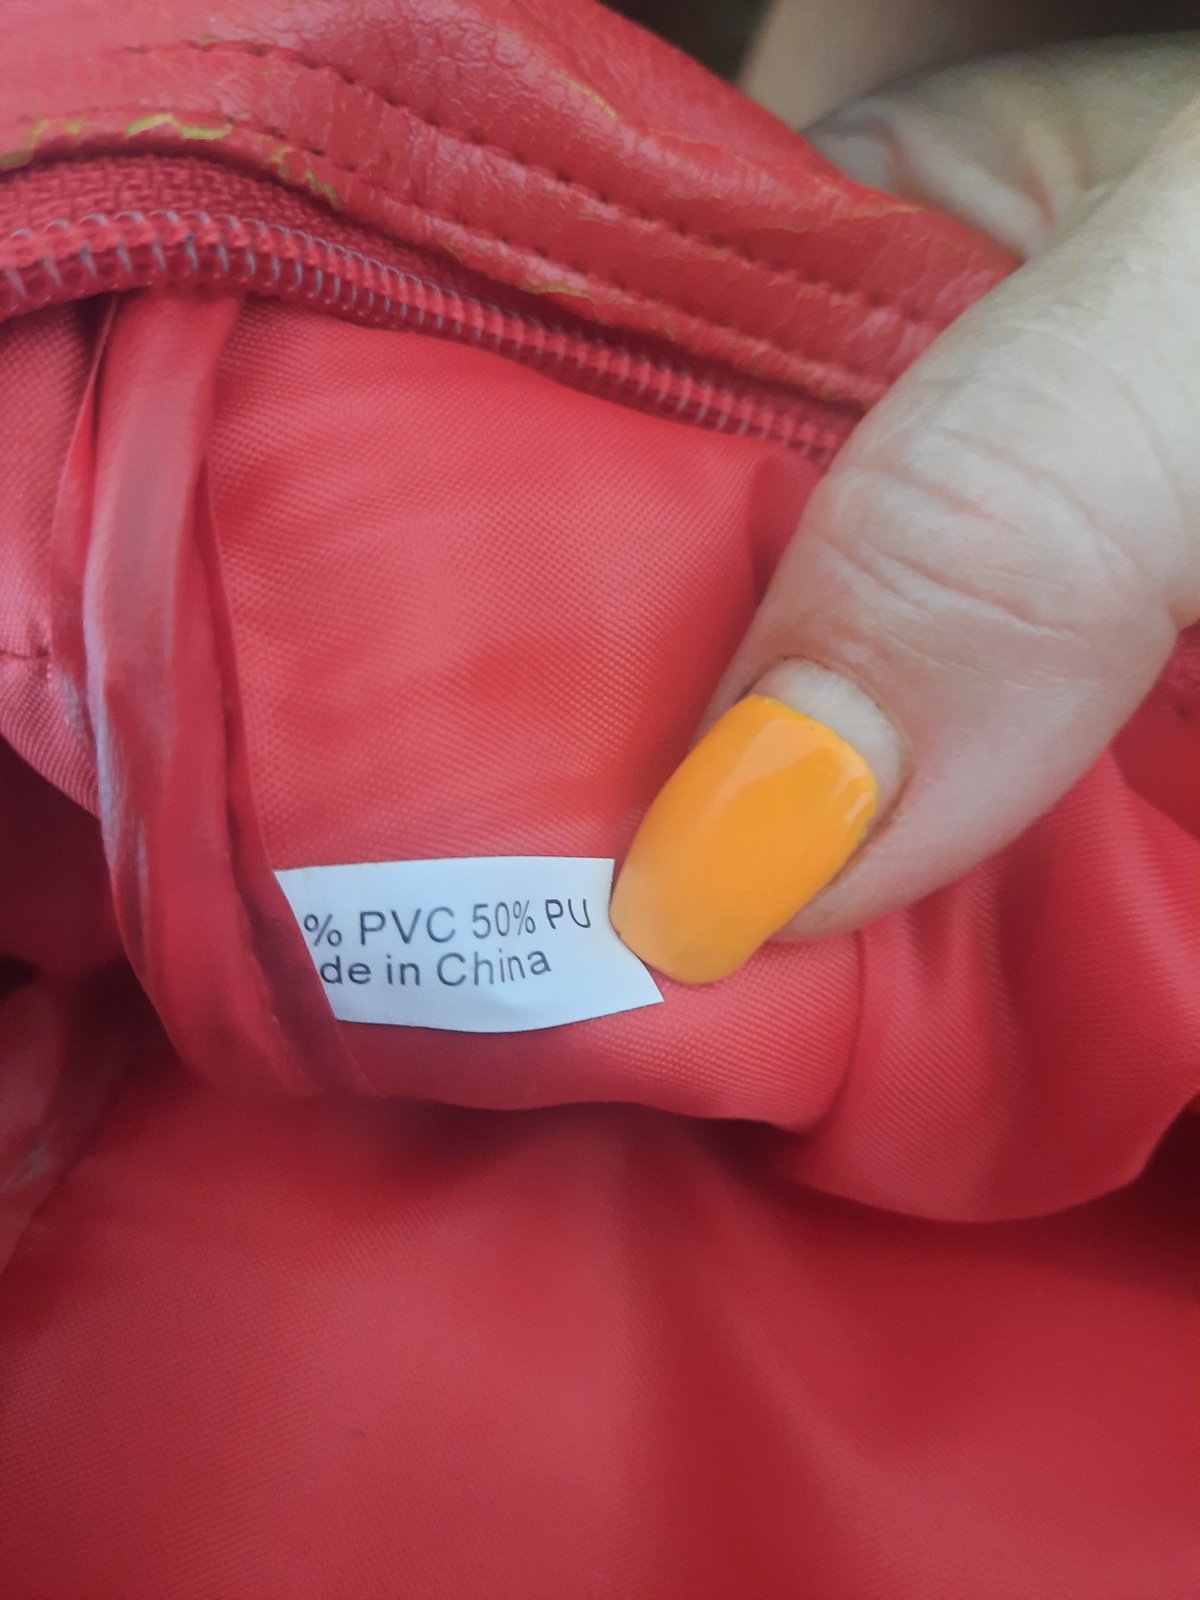 % PVC 50% PU
de in China